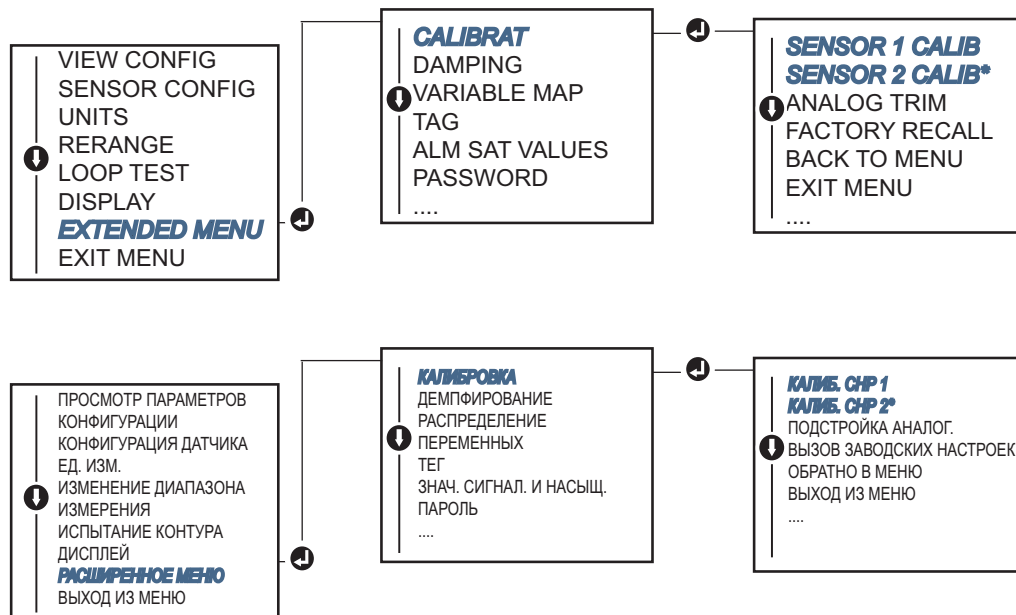 VIEW CONFIG
SENSOR CONFIG
UNITS
RERANGE
LOOP TEST
DISPLAY
EXTENDED MENU
EXIT MENU
CALIBRAT
DAMPING
VARIABLE MAP
TAG
ALM SAT VALUES
PASSWORD
....
SENSOR 1 CALIB
SENSOR 2 CALIB*
ANALOG TRIM
FACTORY RECALL
BACK TO MENU
EXIT MENU
....
ПРОСМОТР ПАРАМЕТРОВ
КОНФИГУРАЦИИ
КОНФИГУРАЦИЯ ДАТЧИКА
ЕД. ИЗМ.
ИЗМЕНЕНИЕ ДИАПАЗОНА
ИЗМЕРЕНИЯ
ИСПЫТАНИЕ КОНТУРА
ДИСПЛЕЙ
РАСШИРЕННОЕ МЕНЮ
ВЫХОД ИЗ МЕНЮ
КАЛИБРОВКА
ДЕМПФИРОВАНИЕ
РАСПРЕДЕЛЕНИЕ
ПЕРЕМЕННЫХ
ТЕГ
ЗНАЧ. СИГНАЛ. И НАСЫЩ.
ПАРОЛЬ
....
КАЛИБ. СНР 1
КАЛИБ. СНР 2*
ПОДСТРОЙКА АНАЛОГ.
ВЫЗОВ ЗАВОДСКИХ НАСТРОЕК
ОБРАТНО В МЕНЮ
ВЫХОД ИЗ МЕНЮ
....